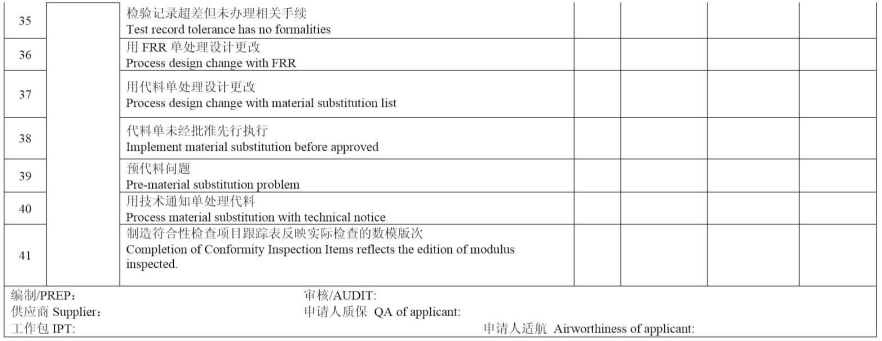 35
检验记录超差但未办理相关手续
Test record tolerance has no formalities
36
用 FRR 单处理设计更改
Process design change with FRR
37
用代料单处理设计更改
Process design change with material substitution list
38
代料单未经批准先行执行
Implement material substitution before approved
39
预代料问题
Pre-material substitution problem
40
用技术通知单处理代料
Process material substitution with technical notice
41
制造符合性检查项目跟踪表反映实际检查的数模版次
Completion of Conformity Inspection Items reflects the edition of modulus
inspected.
编制/PREP： 审核/AUDIT:
供应商 Supplier： 申请人质保 QA of applicant:
工作包 IPT: 申请人适航 Airworthiness of applicant: